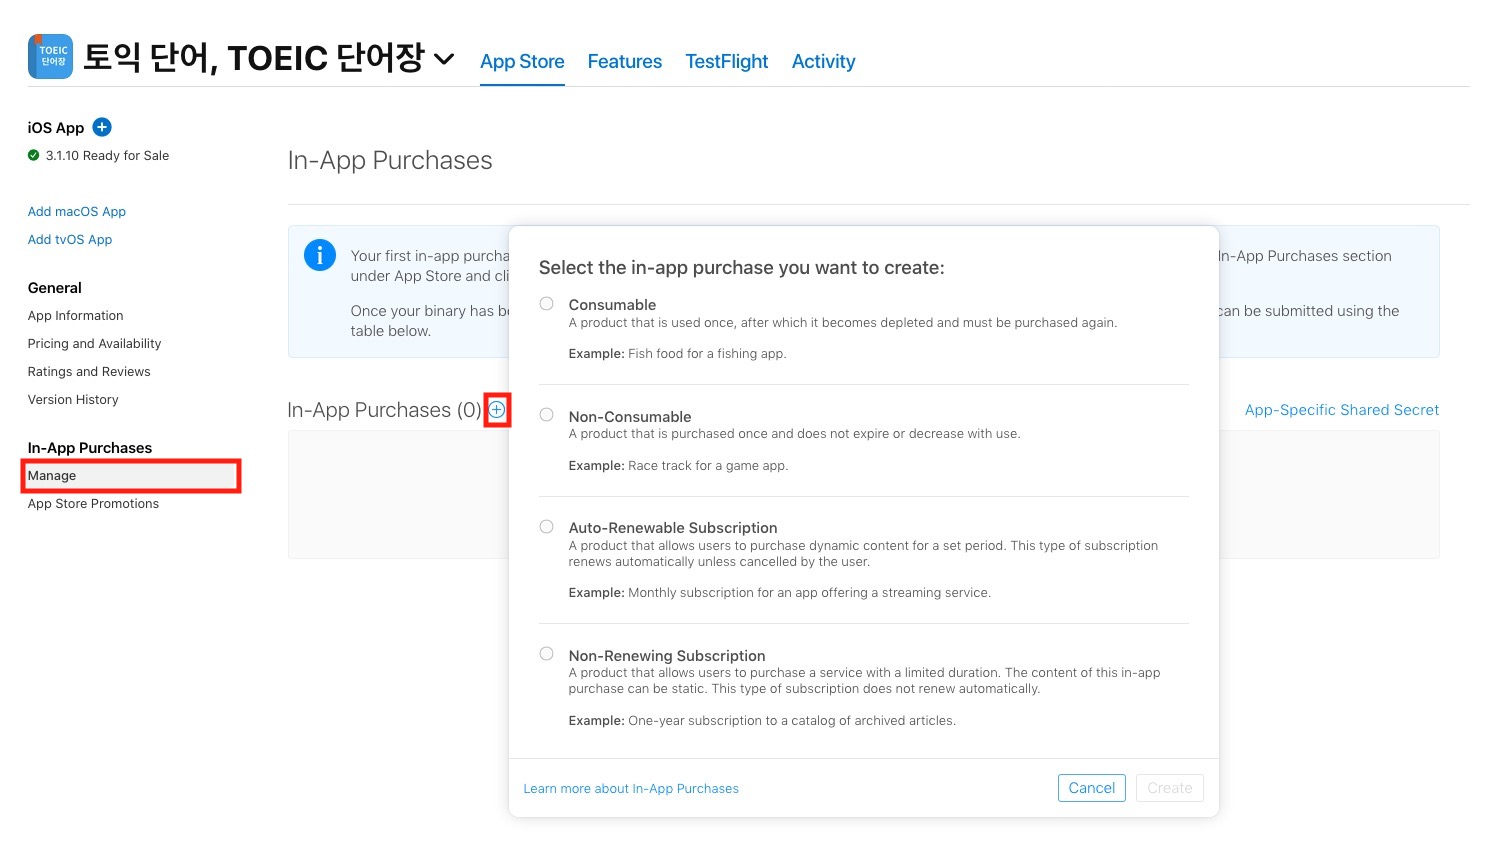 TOEIC
단어장
토익 단어, TOEIC 단어장
App Store
Features
TestFlight
Activity
iOS App
3.1.10 Ready for Sale
Add macOS App
Add tvOS App
General
App Information
Pricing and Availability
Ratings and Reviews
Version History
In-App Purchases
Manage
App Store Promotions
In-App Purchases
Your first in-app purcha
In-App Purchases section
under App Store and cli
Once your binary has be
can be submitted using the
table below.
In-App Purchases (0)
App-Specific Shared Secret
Select the in-app purchase you want to create:
Consumable
A product that is used once, after which it becomes depleted and must be purchased again.
Example: Fish food for a fishing app.
Non-Consumable
A product that is purchased once and does not expire or decrease with use.
Example: Race track for a game app.
Auto-Renewable Subscription
A product that allows users to purchase dynamic content for a set period. This type of subscription
renews automatically unless cancelled by the user.
Example: Monthly subscription for an app offering a streaming service.
Non-Renewing Subscription
A product that allows users to purchase a service with a limited duration. The content of this in-app
purchase can be static. This type of subscription does not renew automatically.
Example: One-year subscription to a catalog of archived articles.
Learn more about In-App Purchases
Cancel
Create